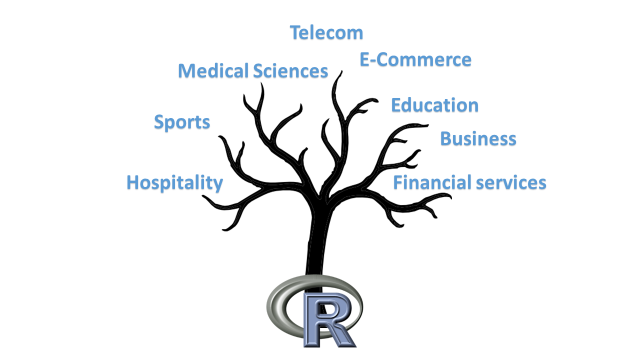 Telecom
E-Commerce
Medical Sciences
Education
Sports
Business
Hospitality
Financial services
R